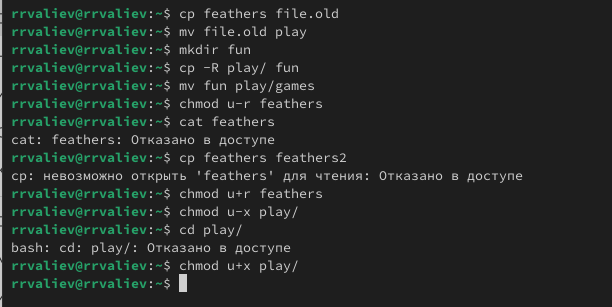 rrvaliev@rrvaliev:~$ cp feathers file.old
rrvaliev@rrvaliev:~$ mv file.old play
rrvaliev@rrvaliev:~$ mkdir fun
rrvaliev@rrvaliev:~$ cp -R play/ fun
rrvaliev@rrvaliev:~$ mv fun play/games
rrvaliev@rrvaliev:~$ chmod u-r feathers
rrvaliev@rrvaliev:~$ cat feathers
cat: feathers: Отказано в доступе
rrvaliev@rrvaliev:~$ cp feathers feathers2
cp: невозможно открыть 'feathers' для чтения: Отказано в доступе
rrvaliev@rrvaliev:~$ chmod u+r feathers
rrvaliev@rrvaliev:~$ chmod u-x play/
rrvaliev@rrvaliev:~$ cd play/
bash: cd: play/: Отказано в доступе
rrvaliev@rrvaliev:~$ chmod u+x play/
rrvaliev@rrvaliev:~$